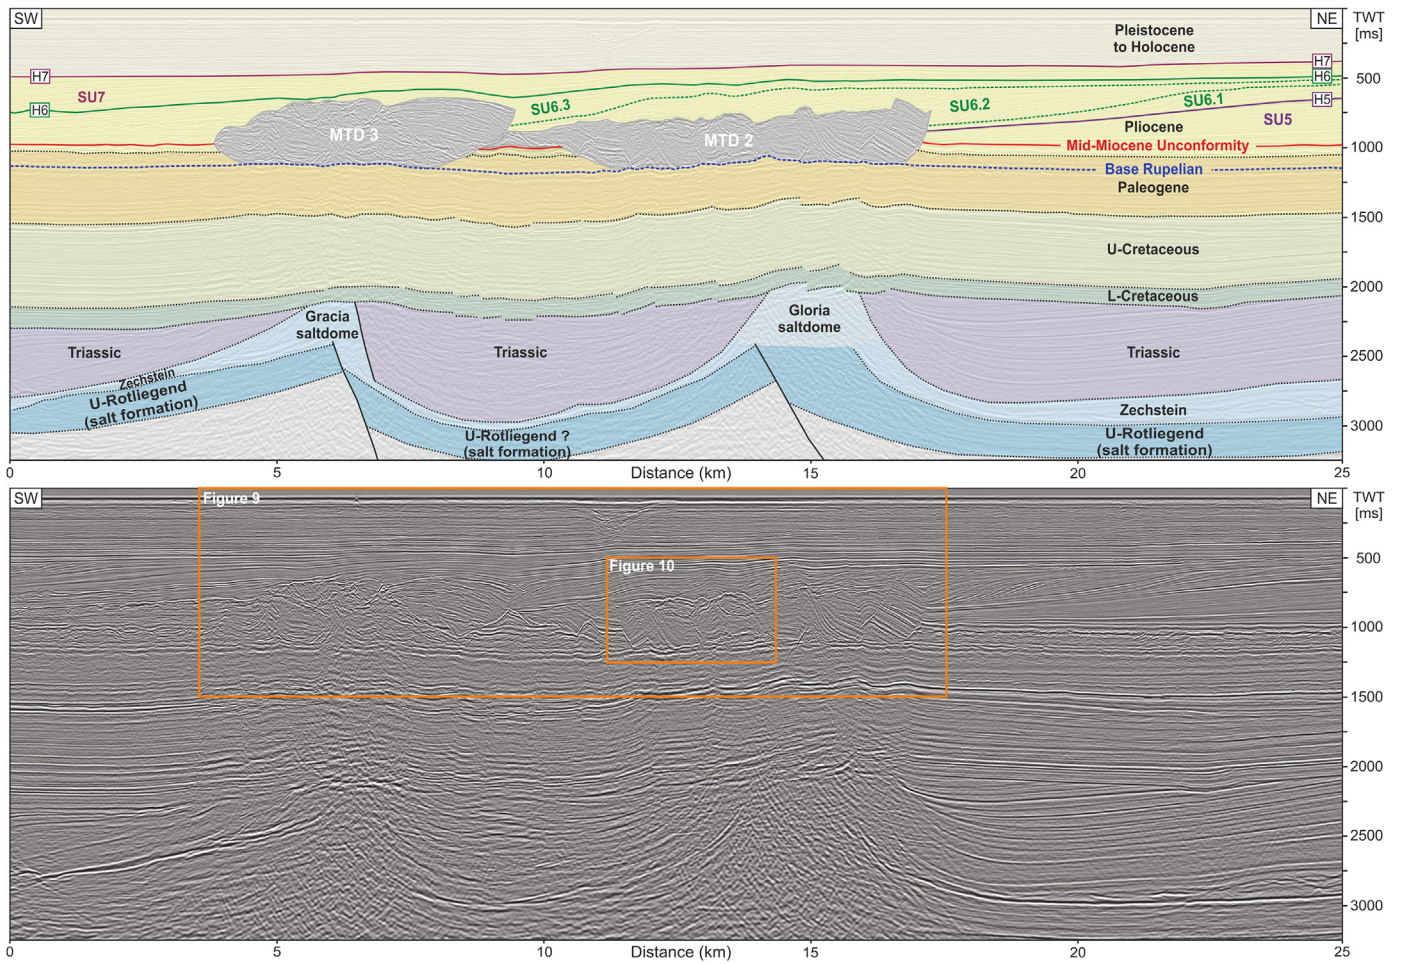 SW
NE
TWT
[ms]
Pleistocene
to Holocene
H7
H7
H6
500
SU7
H6
SU6.3
SU6.2
SU6.1
H5
SU5
MTD 3
MTD 2
Pliocene
Mid-Miocene Unconformity
1000
Base Rupelian
Paleogene
1500
U-Cretaceous
2000
L-Cretaceous
Gracia
saltdome
Gloria
saltdome
Triassic
Triassic
Triassic
2500
Zechstein
U-Rotliegend
(salt formation)
Zechstein
U-Rotliegend ?
(salt formation)
U-Rotliegend
(salt formation)
3000
0
5
10
Distance (km)
15
20
25
SW
Figure 9
NE
TWT
[ms]
500
Figure 10
1000
1500
2000
2500
3000
0
5
10
Distance (km)
15
20
25